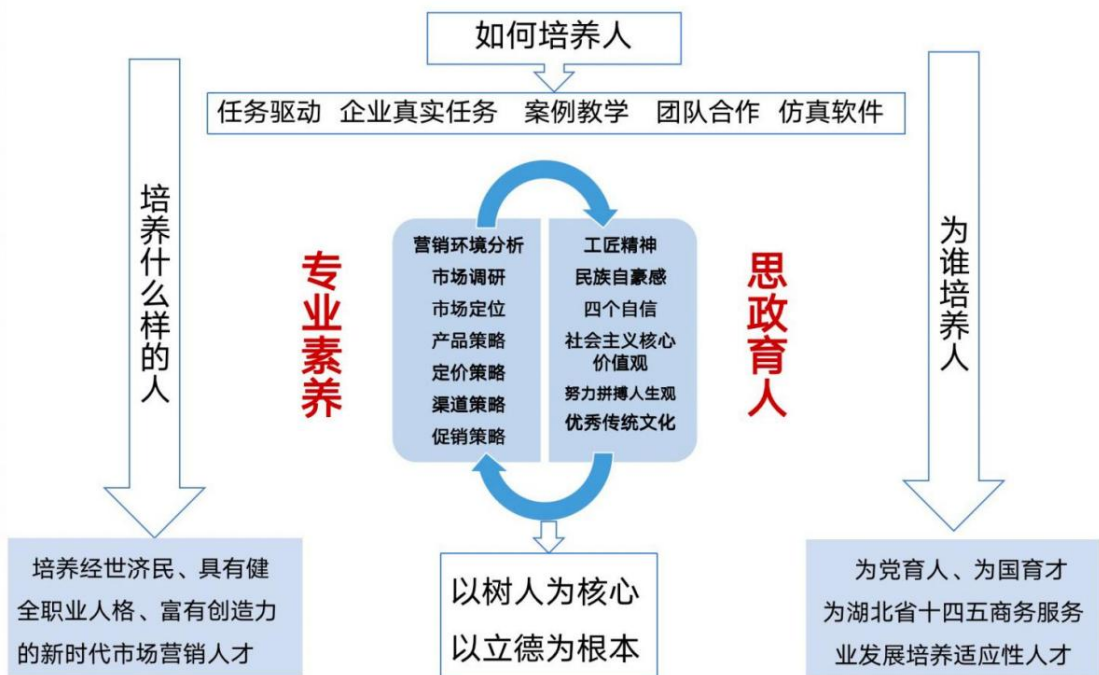 如何培养人
任务驱动 企业真实任务 案例教学 团队合作 仿真软件
培养什么样的人
专业素养
营销环境分析
市场调研
市场定位
产品策略
定价策略
渠道策略
促销策略
工匠精神
民族自豪感
四个自信
社会主义核心
价值观
努力拼搏人生观
优秀传统文化
思政育人
为谁培养人
培养经世济民、具有健
全职业人格、富有创造力
的新时代市场营销人才
以树人为核心
以立德为根本
为党育人、为国育才
为湖北省十四五商务服务
业发展培养适应性人才